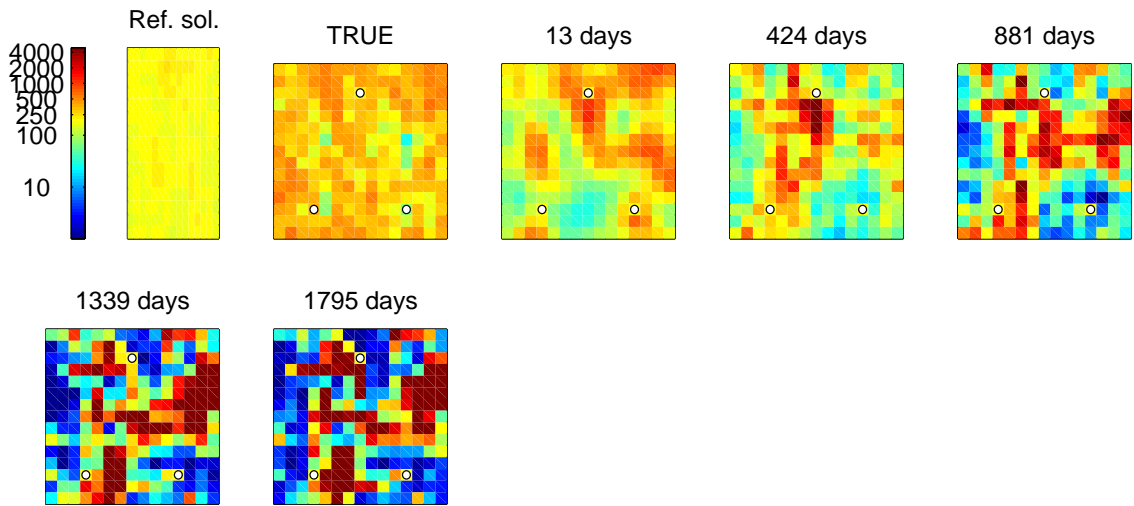 Ref. sol.
TRUE
13 days
424 days
881 days
4000
2000
1000
500
250
100
10
1339 days
1795 days